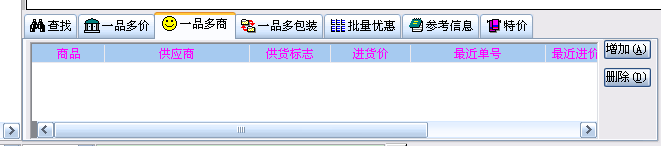 查找 一品多价 一品多商 一品多包装 批量优惠 参考信息 特价
商品 供应商 供货标志 进货价 最近单号 最近进价
增加(A)
删除(D)